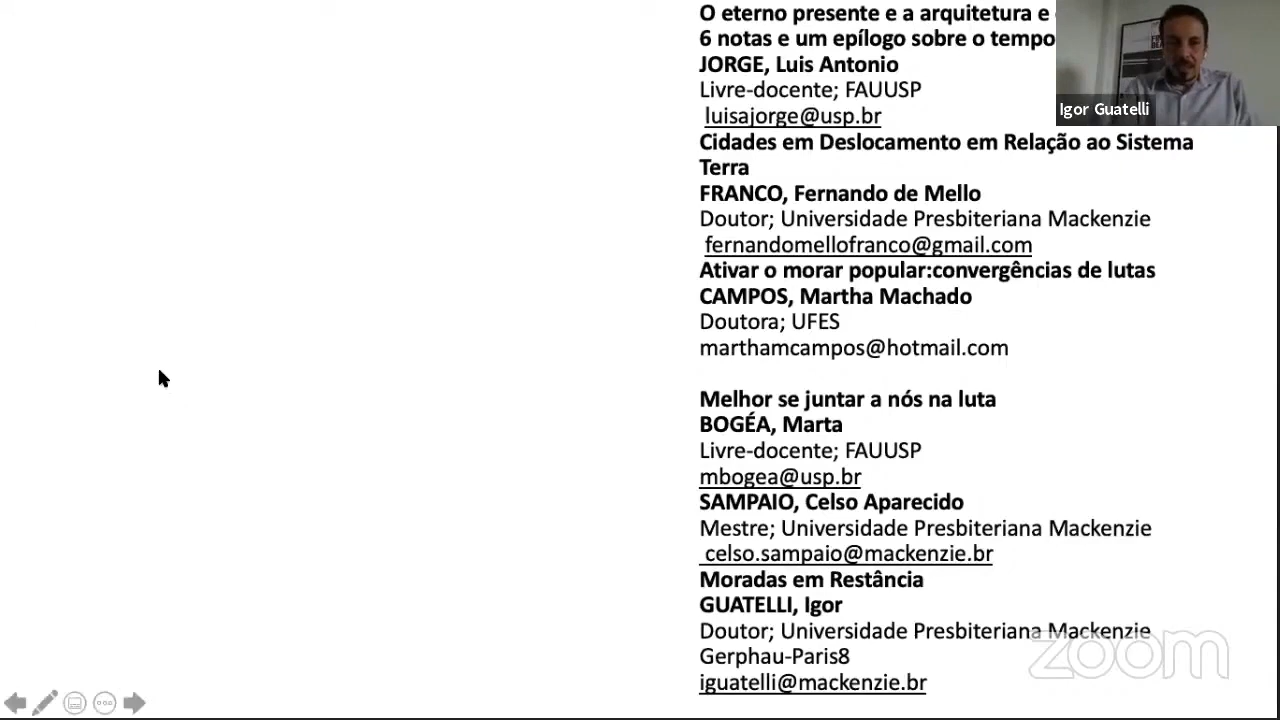 O eterno presente e a arquitetura e
6 notas e um epílogo sobre o tempo
JORGE, Luis Antonio
Livre-docente; FAUUSP
luisajorge@usp.br
Igor Guatelli
Cidades em Deslocamento em Relação ao Sistema
Terra
FRANCO, Fernando de Mello
Doutor; Universidade Presbiteriana Mackenzie
fernandomellofranco@gmail.com
Ativar o morar popular:convergências de lutas
CAMPOS, Martha Machado
Doutora; UFES
marthamcampos@hotmail.com
Melhor se juntar a nós na luta
BOGÉA, Marta
Livre-docente; FAUUSP
mbogea@usp.br
SAMPAIO, Celso Aparecido
Mestre; Universidade Presbiteriana Mackenzie
celso.sampaio@mackenzie.br
Moradas em Restância
GUATELLI, Igor
Doutor; Universidade Presbiteriana Mackenzie
Gerphau-Paris8
iguatelli@mackenzie.br
zoom